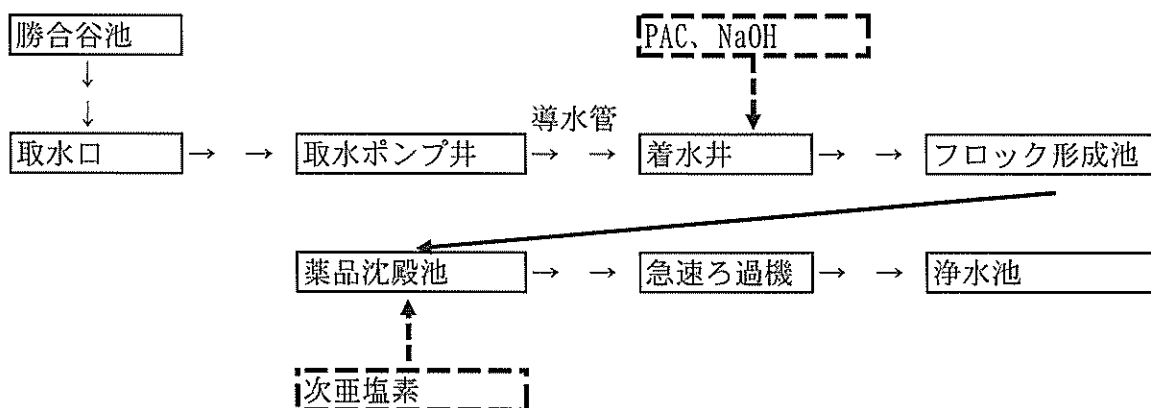 勝合谷池
PAC、NaOH
↓
↓
導水管
取水口 → → 取水ポンプ井 → → 着水井 → → フロック形成池
薬品沈殿池 → → 急速ろ過機 → → 浄水池
次亜塩素